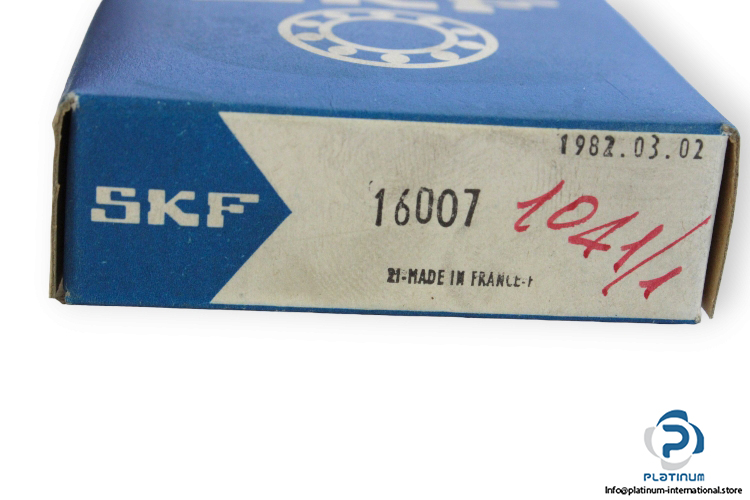 1982.03.02
SKF
16007
1041/1
21-MADE IN FRANCE-F
PLATINUM
Info@platinum-international.store